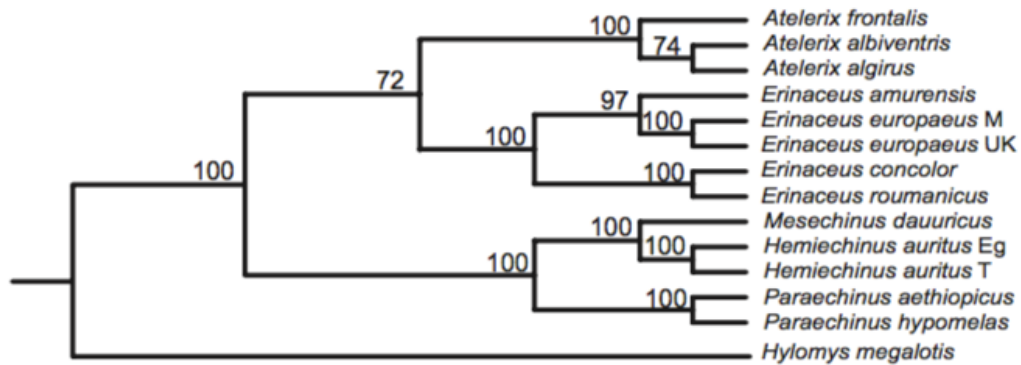 100 Atelerix frontalis
74 Atelerix albiventris
72 Atelerix algirus
97 Erinaceus amurensis
100 Erinaceus europaeus M
100 Erinaceus europaeus UK
100 100 Erinaceus concolor
Erinaceus roumanicus
100 Mesechinus dauuricus
100 Hemiechinus auritus Eg
100 Hemiechinus auritus T
100 Paraechinus aethiopicus
Paraechinus hypomelas
Hylomys megalotis